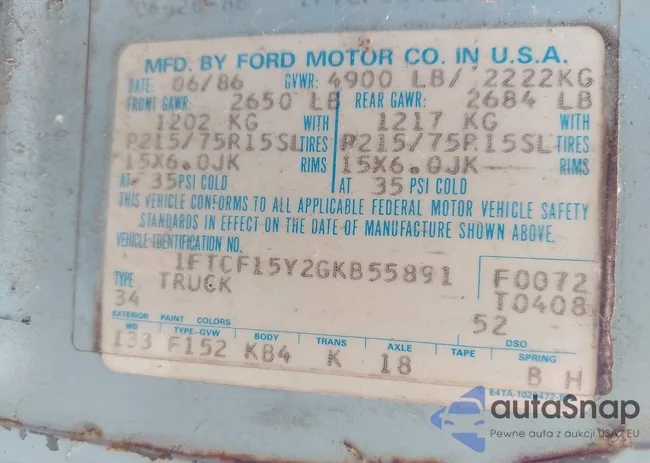 MFD. BY FORD MOTOR CO. IN U.S.A.
DATE: 06/86 GVWR: 4900 LB/ 2222KG
FRONT GAWR: 2650 LB REAR GAWR: 2684 LB
1202 KG WITH 1217 KG WITH
P215/75R15SL TIRES P215/75R15SL TIRES
15X6.0JK RIMS 15X6.0JK RIMS
AT 35 PSI COLD AT 35 PSI COLD
THIS VEHICLE CONFORMS TO ALL APPLICABLE FEDERAL MOTOR VEHICLE SAFETY
STANDARDS IN EFFECT ON THE DATE OF MANUFACTURE SHOWN ABOVE.
VEHICLE IDENTIFICATION NO.
1FTCF15Y2GKB55891 F0072
TYPE TRUCK T0408
34 52
EXTERIOR PAINT COLORS DSO
WB TYPE-GVW BODY TRANS AXLE TAPE SPRING
133 F152 KB4 K 18 B H
autaSnap
Pewne auta z aukcji USA i EU